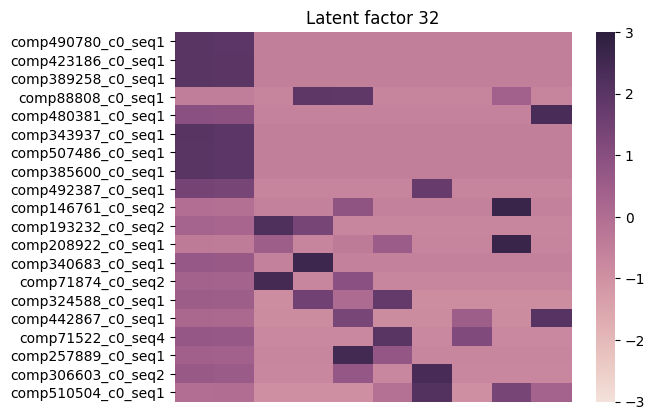 Latent factor 32
comp490780_c0_seq1
comp423186_c0_seq1
comp389258_c0_seq1
comp88808_c0_seq1
comp480381_c0_seq1
comp343937_c0_seq1
comp507486_c0_seq1
comp385600_c0_seq1
comp492387_c0_seq1
comp146761_c0_seq2
comp193232_c0_seq2
comp208922_c0_seq1
comp340683_c0_seq1
comp71874_c0_seq2
comp324588_c0_seq1
comp442867_c0_seq1
comp71522_c0_seq4
comp257889_c0_seq1
comp306603_c0_seq2
comp510504_c0_seq1
3
2
1
0
−1
−2
−3